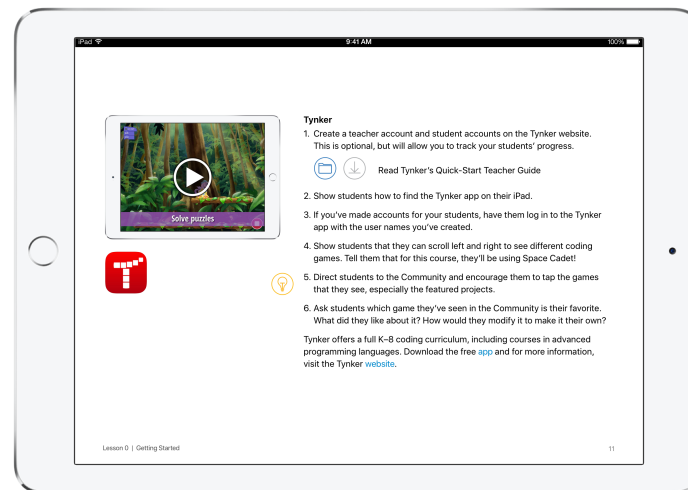 iPad
9:41 AM
100%
Solve puzzles
Tynker
1. Create a teacher account and student accounts on the Tynker website.
This is optional, but will allow you to track your students' progress.
Read Tynker's Quick-Start Teacher Guide
2. Show students how to find the Tynker app on their iPad.
3. If you've made accounts for your students, have them log in to the Tynker
app with the user names you've created.
4. Show students that they can scroll left and right to see different coding
games. Tell them that for this course, they'll be using Space Cadet!
5. Direct students to the Community and encourage them to tap the games
that they see, especially the featured projects.
6. Ask students which game they've seen in the Community is their favorite.
What did they like about it? How would they modify it to make it their own?
Tynker offers a full K–8 coding curriculum, including courses in advanced
programming languages. Download the free app and for more information,
visit the Tynker website.
Lesson 0 | Getting Started
11